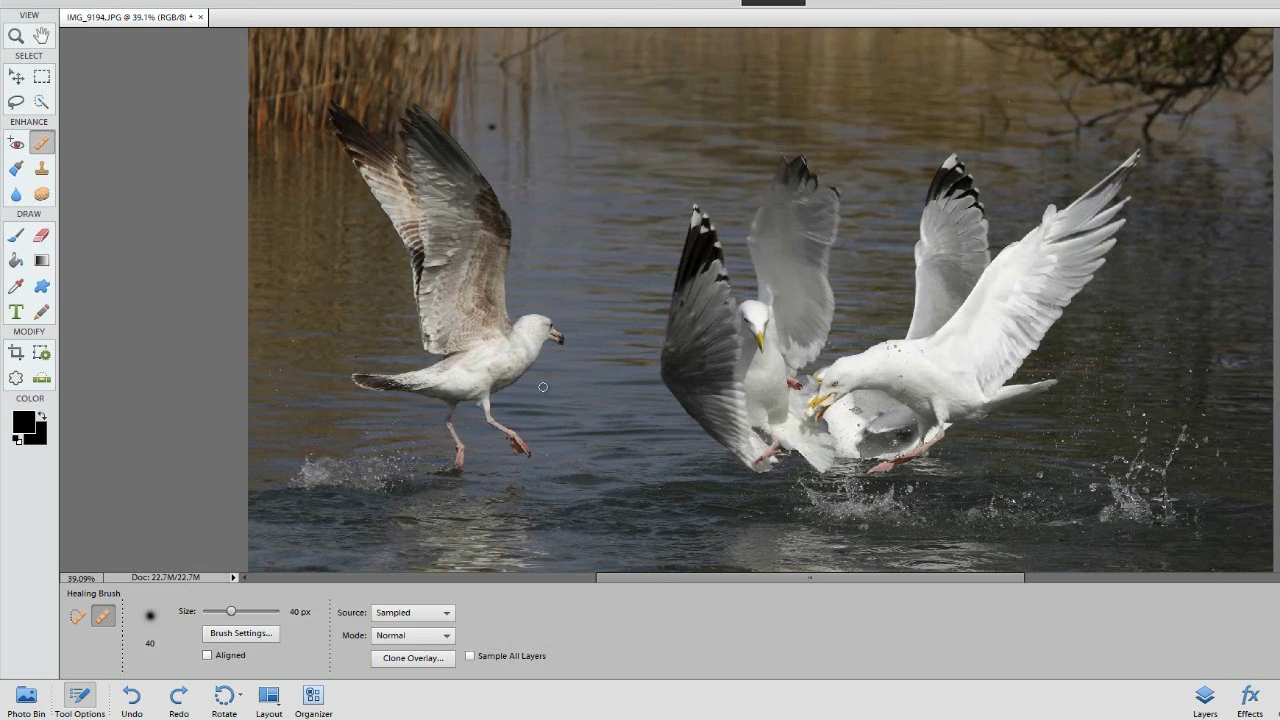 VIEW
IMG_9194.JPG @ 39.1% (RGB/8) * ×
SELECT
ENHANCE
DRAW
T
MODIFY
COLOR
39.09% Doc: 22.7M/22.7M
Healing Brush
Size: 40 px
Brush Settings...
Aligned
40
Source: Sampled
Mode: Normal
Clone Overlay...
Sample All Layers
Photo Bin
Tool Options
Undo
Redo
Rotate
Layout
Organizer
Layers
fx
Effects